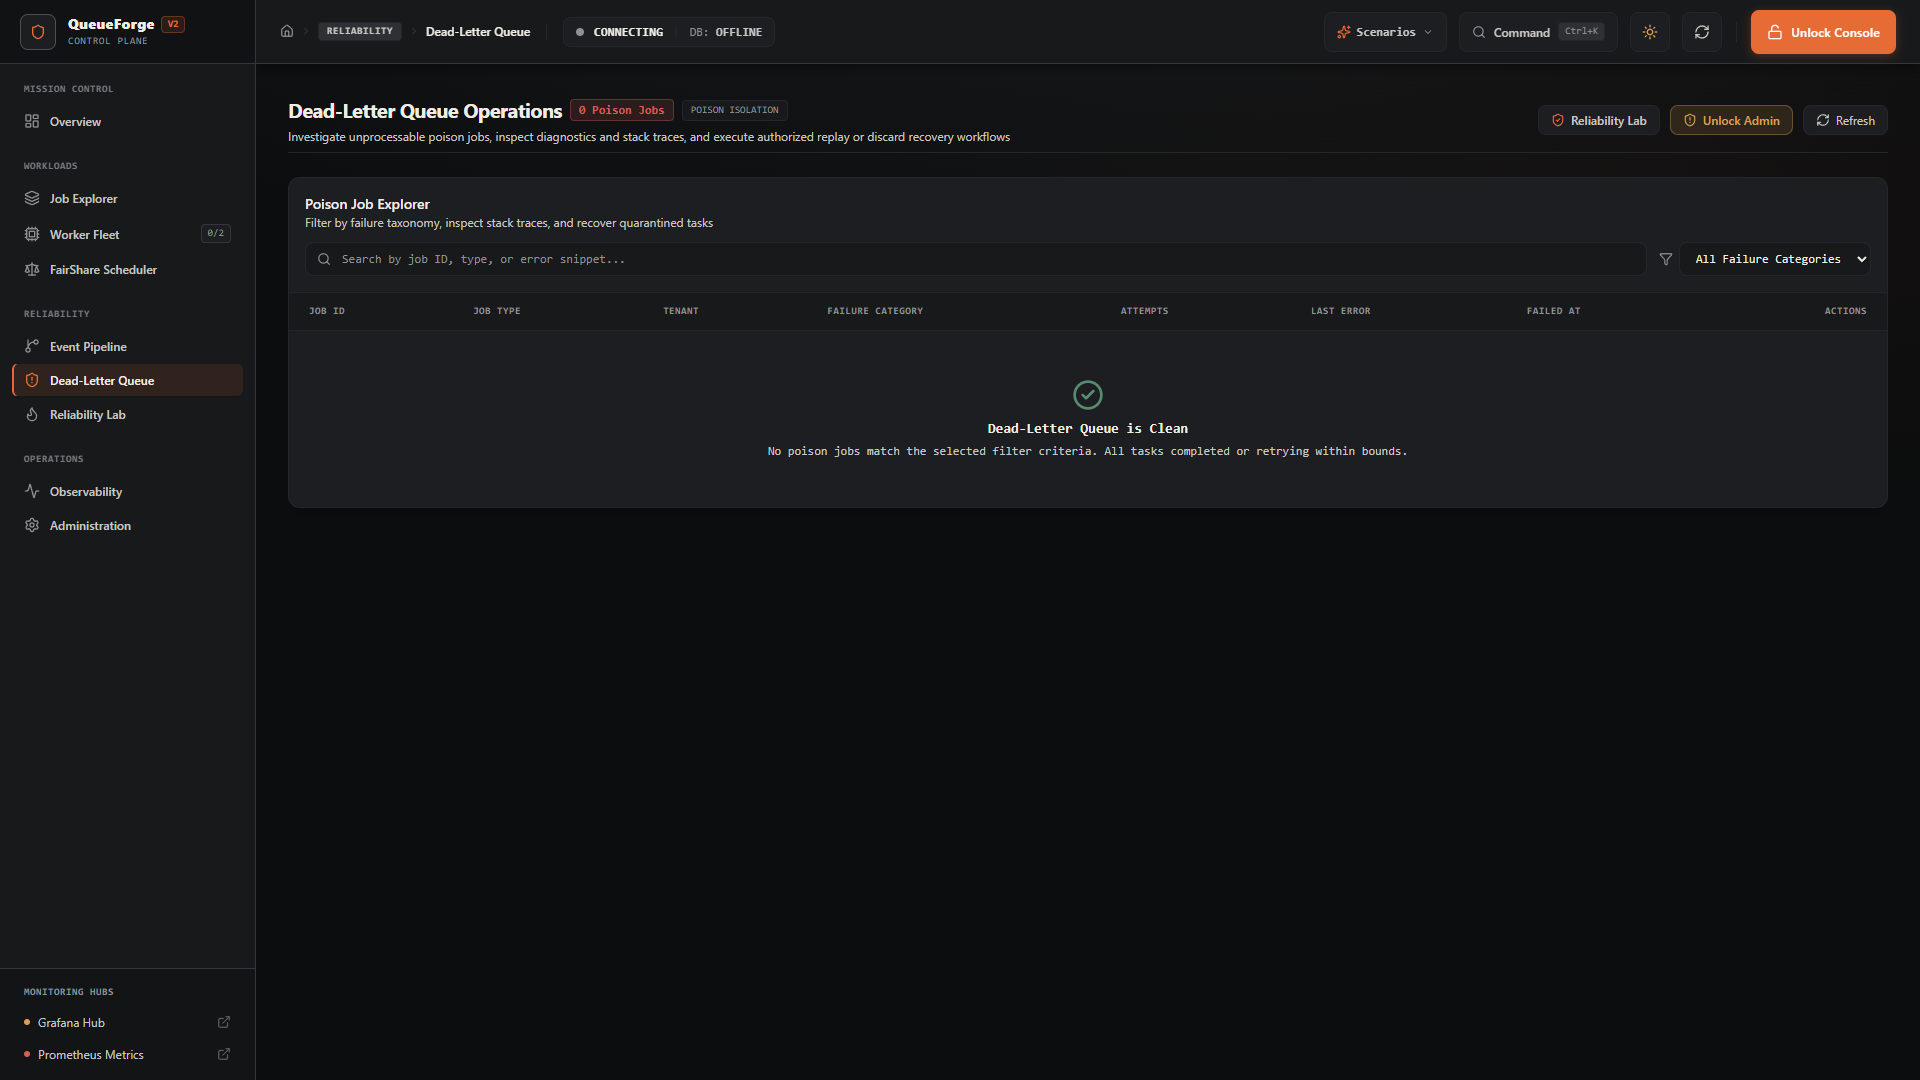 QueueForge V2
CONTROL PLANE
RELIABILITY
Dead-Letter Queue
CONNECTING
DB: OFFLINE
Scenarios
Command Ctrl+K
Unlock Console
MISSION CONTROL
Overview
WORKLOADS
Job Explorer
Worker Fleet 0/2
FairShare Scheduler
RELIABILITY
Event Pipeline
Dead-Letter Queue
Reliability Lab
OPERATIONS
Observability
Administration
MONITORING HUBS
Grafana Hub
Prometheus Metrics
Dead-Letter Queue Operations 0 Poison Jobs POISON ISOLATION
Investigate unprocessable poison jobs, inspect diagnostics and stack traces, and execute authorized replay or discard recovery workflows
Reliability Lab
Unlock Admin
Refresh
Poison Job Explorer
Filter by failure taxonomy, inspect stack traces, and recover quarantined tasks
Search by job ID, type, or error snippet...
All Failure Categories
JOB ID JOB TYPE TENANT FAILURE CATEGORY ATTEMPTS LAST ERROR FAILED AT ACTIONS
Dead-Letter Queue is Clean
No poison jobs match the selected filter criteria. All tasks completed or retrying within bounds.